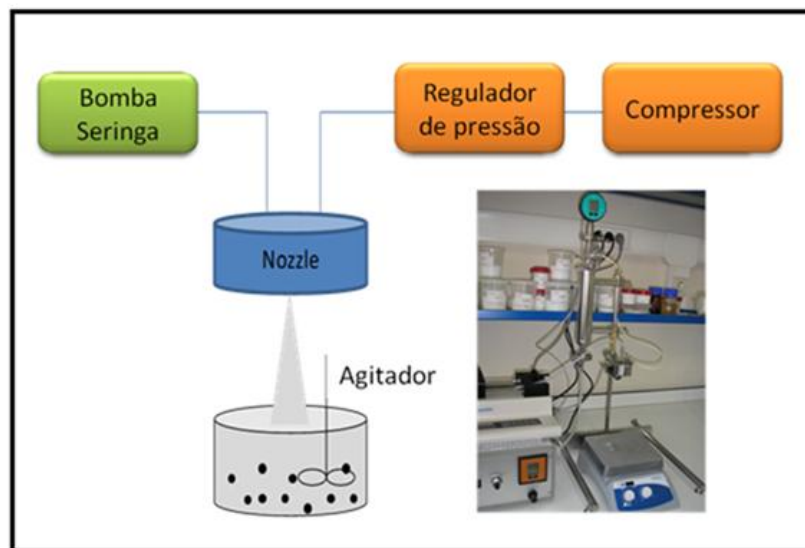 Bomba
Seringa
Regulador
de pressão
Compressor
Nozzle
Agitador